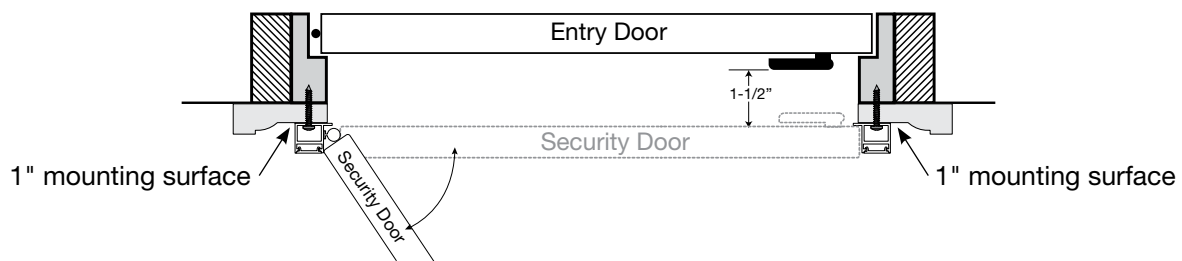 Entry Door
1-1/2”
Security Door
1" mounting surface
Security Door
1" mounting surface